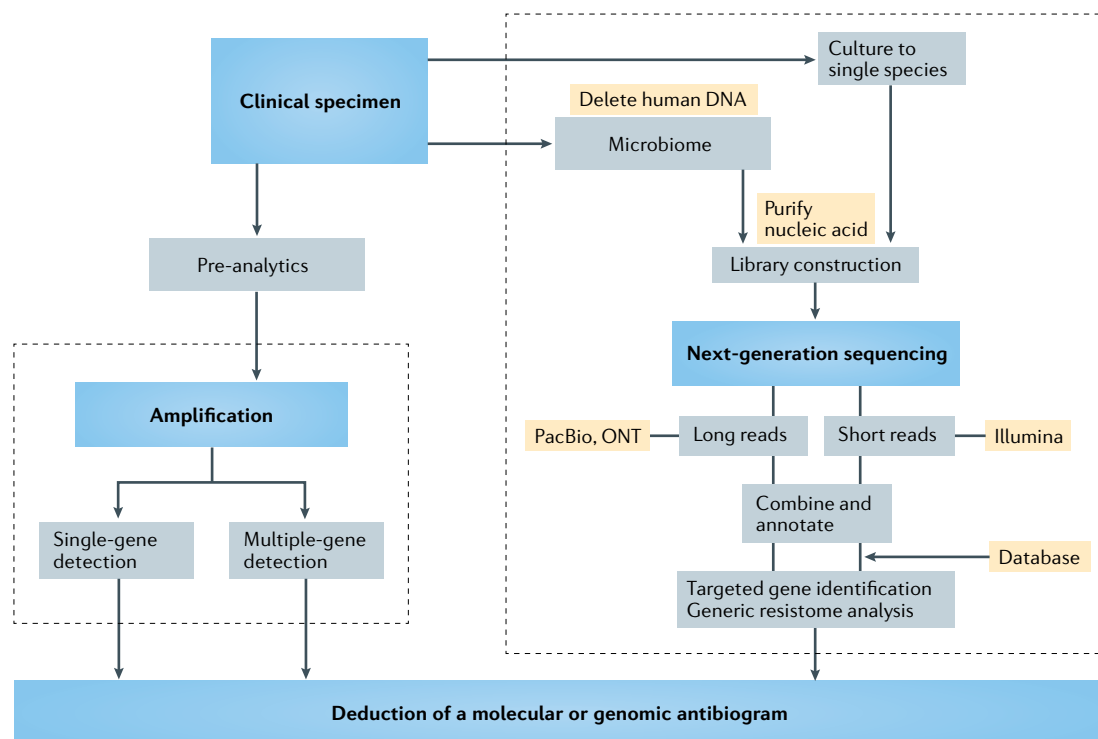 Clinical specimen
Culture to
single species
Delete human DNA
Microbiome
Purify
nucleic acid
Pre-analytics
Library construction
Next-generation sequencing
Amplification
PacBio, ONT
Long reads
Short reads
Illumina
Combine and
annotate
Single-gene
detection
Multiple-gene
detection
Database
Targeted gene identification
Generic resistome analysis
Deduction of a molecular or genomic antibiogram